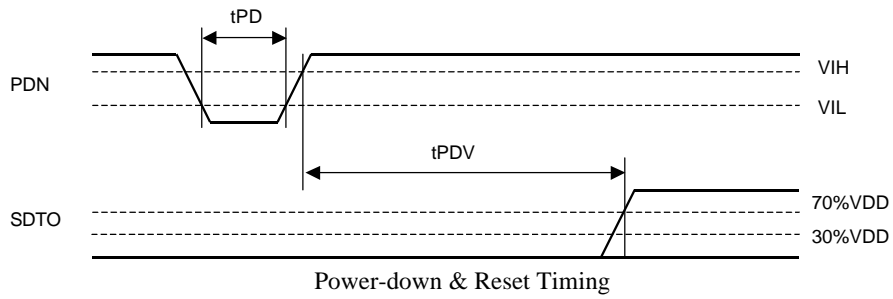 tPD
PDN
VIH
VIL
tPDV
SDTO
70%VDD
30%VDD
Power-down & Reset Timing